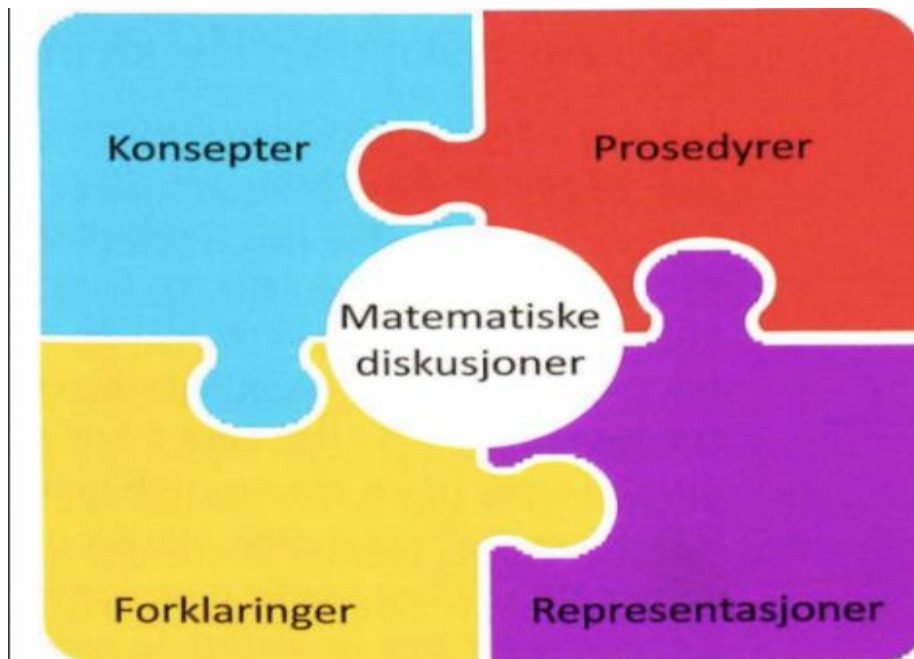 Konsepter
Prosedyrer
Matematiske
diskusjoner
Forklaringer
Representasjoner